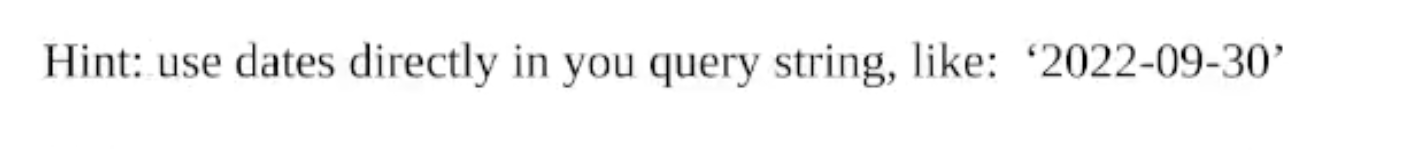 Hint: use dates directly in you query string, like:  ‘2022-09-30’